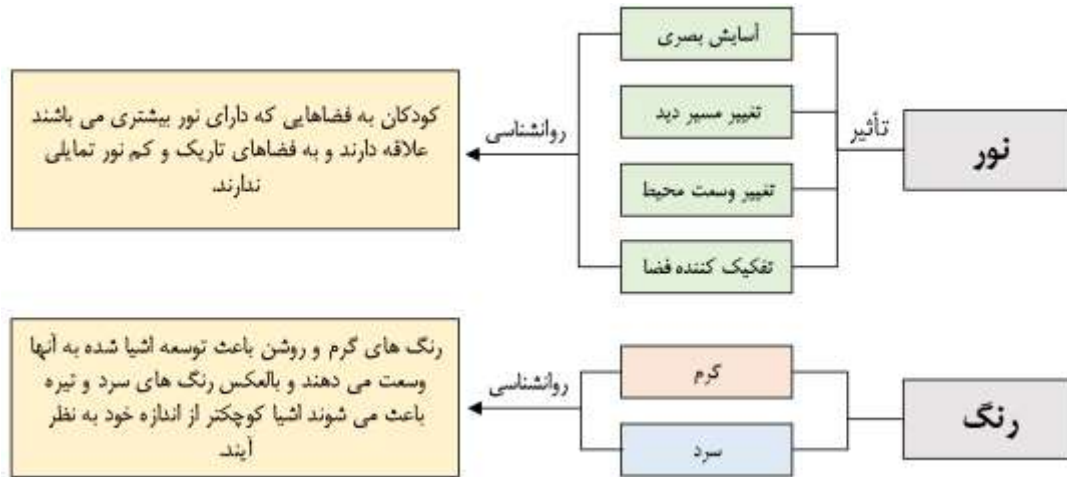 نور
تأثیر
آسایش بصری
تغییر مسیر دید
تغییر وسعت محیط
تفکیک کننده فضا
روانشناسی
کودکان به فضاهایی که دارای نور بیشتری می باشند
علاقه دارند و به فضاهای تاریک و کم نور تمایلی
ندارند.
رنگ
گرم
سرد
روانشناسی
رنگ های گرم و روشن باعث توسعه اشیا شده به آنها
وسعت می دهند و بالعکس رنگ های سرد و تیره
باعث می شوند اشیا کوچکتر از اندازه خود به نظر
آیند.